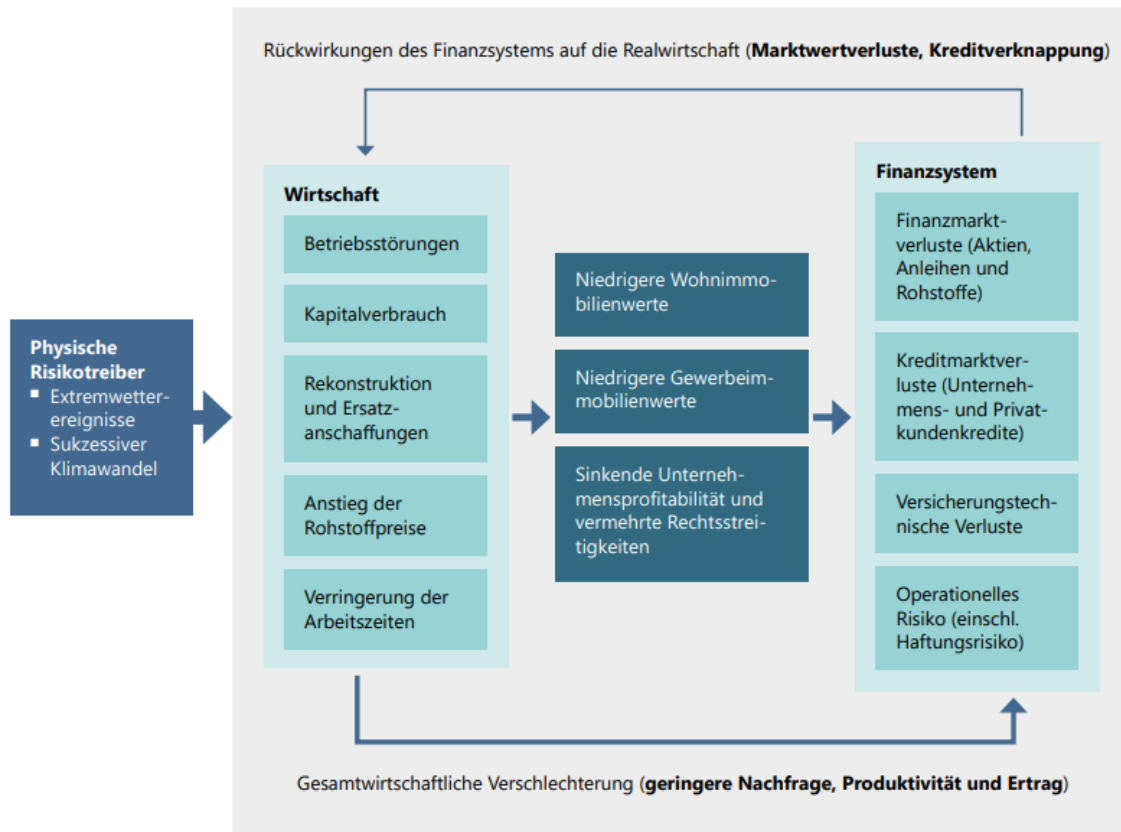 Rückwirkungen des Finanzsystems auf die Realwirtschaft (Marktwertverluste, Kreditverknappung)
Physische
Risikotreiber
▪ Extremwetter-
ereignisse
▪ Sukzessiver
Klimawandel
Wirtschaft
Betriebsstörungen
Kapitalverbrauch
Rekonstruktion
und Ersatz-
anschaffungen
Anstieg der
Rohstoffpreise
Verringerung der
Arbeitszeiten
Niedrigere Wohnimmo-
bilienwerte
Niedrigere Gewerbeim-
mobilienwerte
Sinkende Unterneh-
mensprofitabilität und
vermehrte Rechtsstrei-
tigkeiten
Finanzsystem
Finanzmarkt-
verluste (Aktien,
Anleihen und
Rohstoffe)
Kreditmarktver-
luste (Unterneh-
mens- und Privat-
kundenkredite)
Versicherungstech-
nische Verluste
Operationelles
Risiko (einschl.
Haftungsrisiko)
Gesamtwirtschaftliche Verschlechterung (geringere Nachfrage, Produktivität und Ertrag)